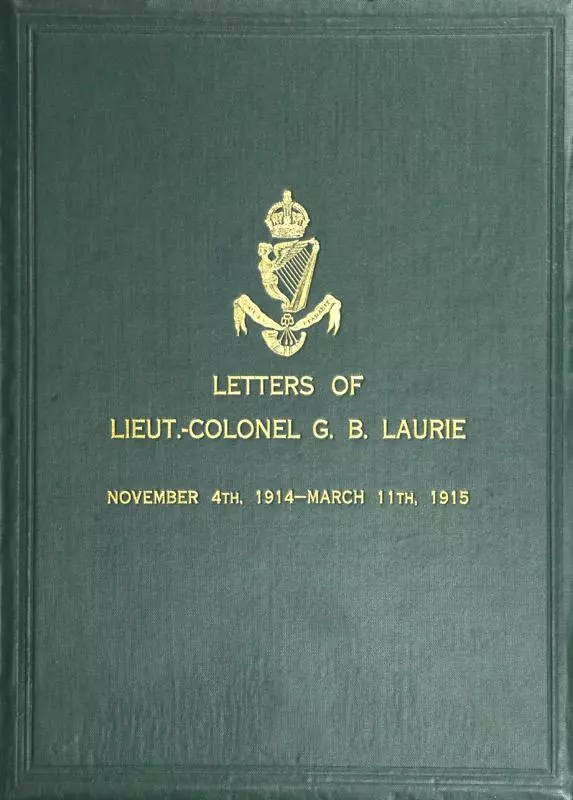 LETTERS OF
LIEUT.-COLONEL G. B. LAURIE
NOVEMBER 4TH, 1914–MARCH 11TH, 1915